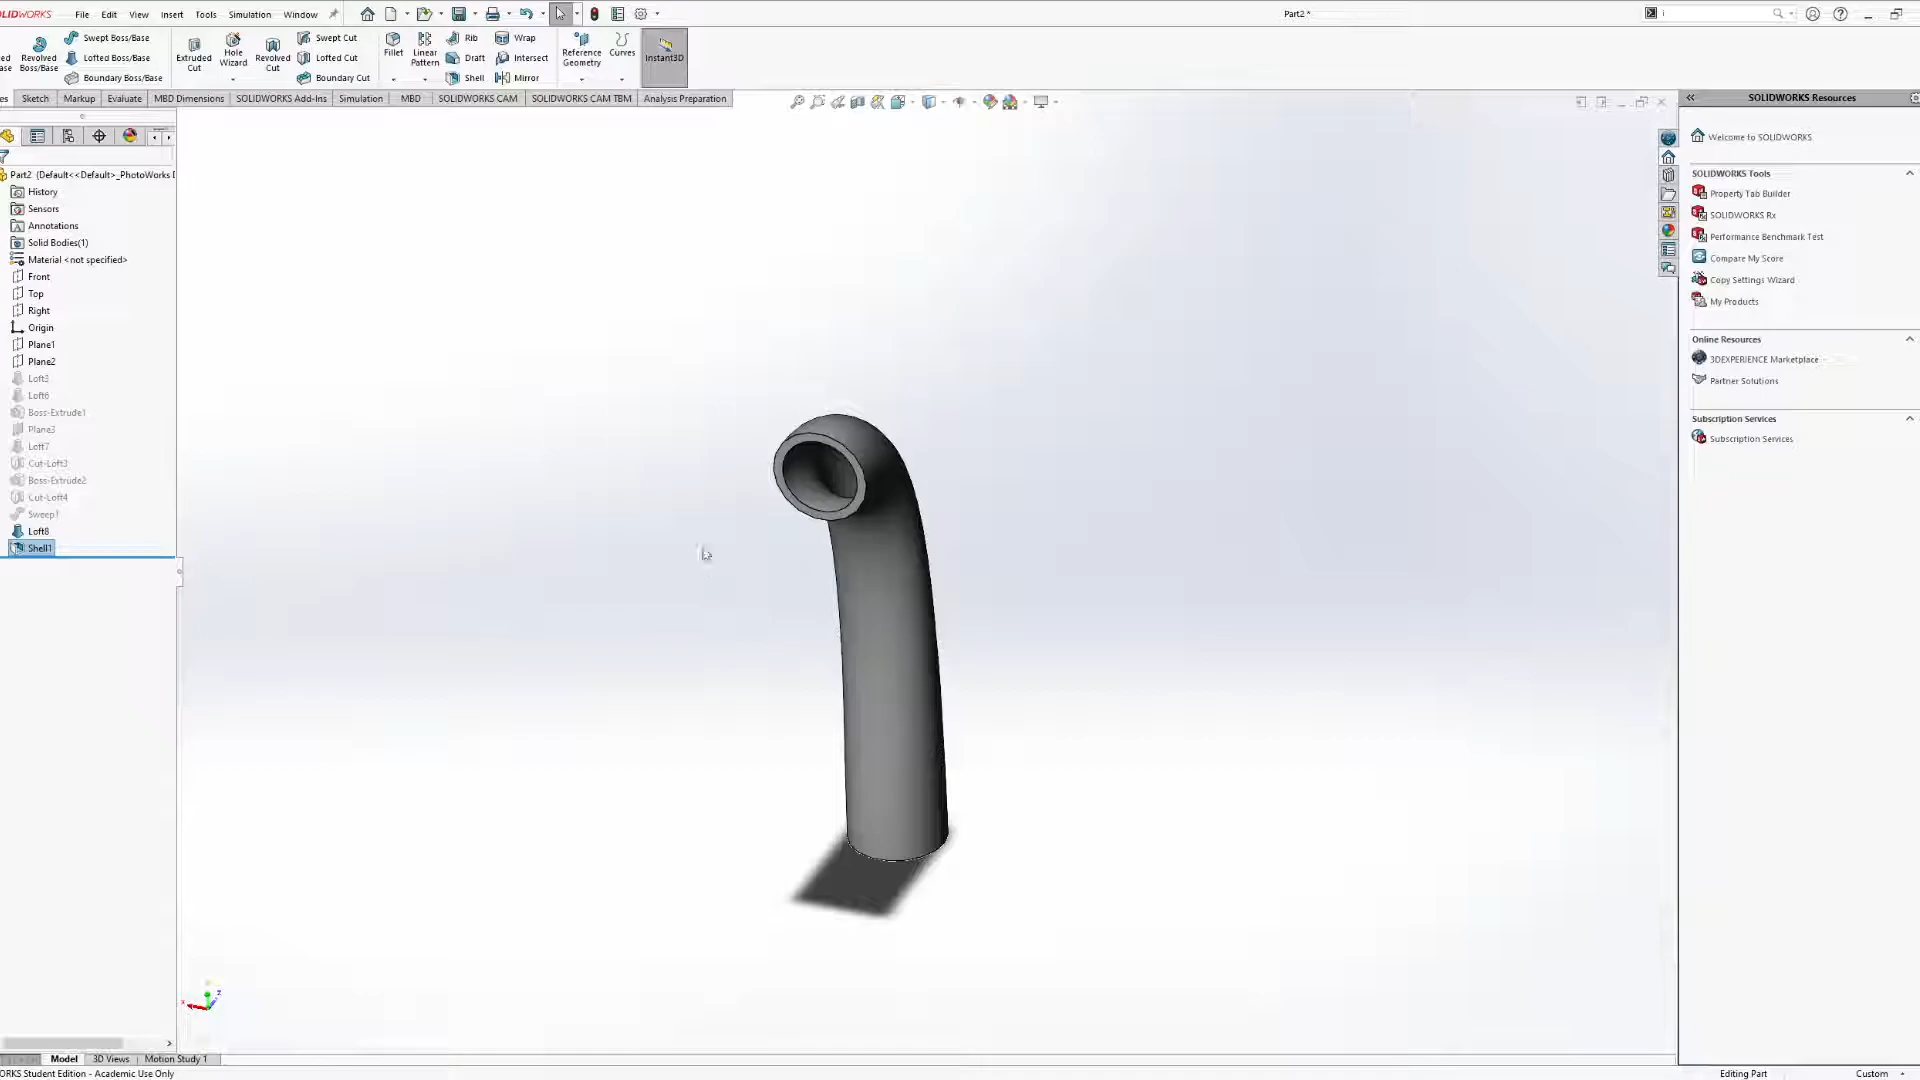 OLIDWORKS File Edit View Insert Tools Simulation Window Part2 *
Revolved Boss/Base Swept Boss/Base Lofted Boss/Base Boundary Boss/Base
Extruded Cut Hole Wizard Revolved Cut Swept Cut Lofted Cut Boundary Cut
Fillet Linear Pattern Rib Draft Shell Wrap Intersect Mirror
Reference Geometry Curves Instant3D
Sketch Markup Evaluate MBD Dimensions SOLIDWORKS Add-Ins Simulation MBD SOLIDWORKS CAM SOLIDWORKS CAM TBM Analysis Preparation
Part2 (Default<<Default>_PhotoWorks
History
Sensors
Annotations
Solid Bodies(1)
Material <not specified>
Front
Top
Right
Origin
Plane1
Plane2
Loft3
Loft6
Boss-Extrude1
Plane3
Loft7
Cut-Loft3
Boss-Extrude2
Cut-Loft4
Sweep1
Loft8
Shell1
SOLIDWORKS Resources
Welcome to SOLIDWORKS
SOLIDWORKS Tools
Property Tab Builder
SOLIDWORKS Rx
Performance Benchmark Test
Compare My Score
Copy Settings Wizard
My Products
Online Resources
3DEXPERIENCE Marketplace
Partner Solutions
Subscription Services
Subscription Services
x
z
Model 3D Views Motion Study 1
ORKS Student Edition - Academic Use Only
Editing Part Custom